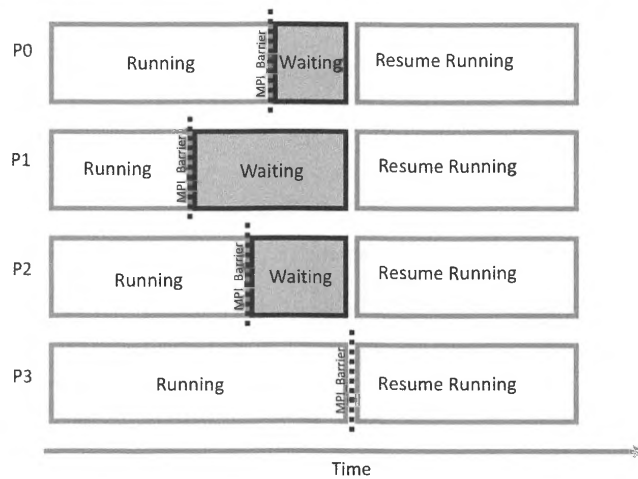 P0
Running
MPI_Barrier
Waiting
Resume Running
P1
Running
MPI_Barrier
Waiting
Resume Running
P2
Running
MPI_Barrier
Waiting
Resume Running
P3
Running
MPI_Barrier
Resume Running
Time